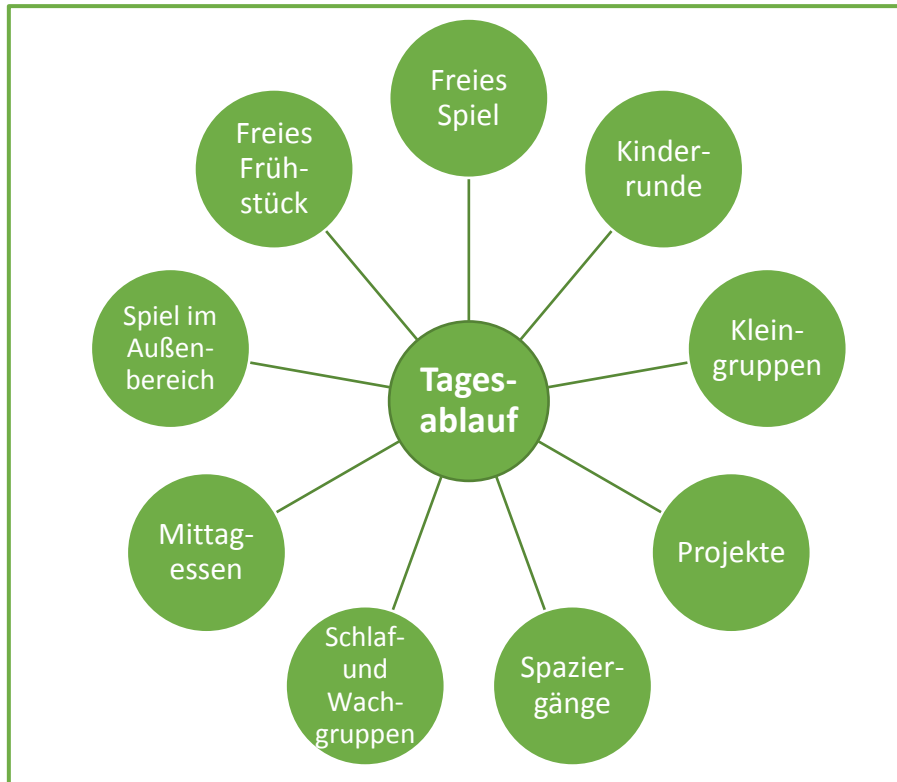 Freies
Spiel
Kinder-
runde
Klein-
gruppen
Projekte
Spazier-
gänge
Schlaf-
und
Wach-
gruppen
Mittag-
essen
Spiel im
Außen-
bereich
Freies
Früh-
stück
Tages-
ablauf